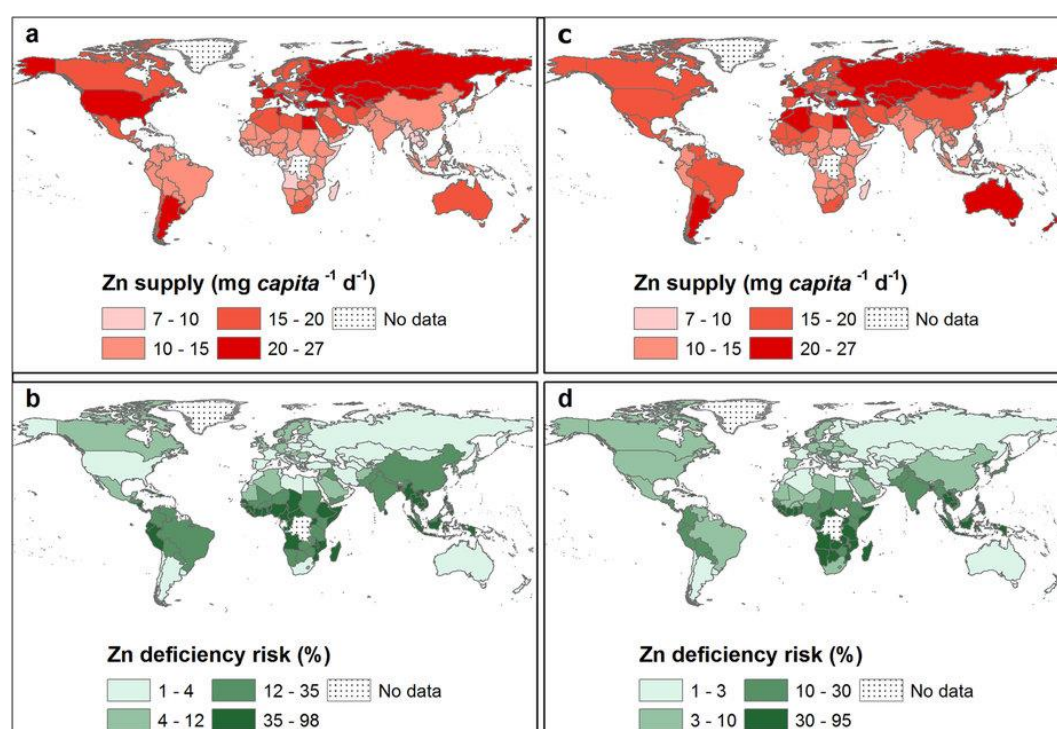 a
Zn supply (mg capita ⁻¹ d⁻¹)
7 - 10
15 - 20
No data
10 - 15
20 - 27
c
Zn supply (mg capita ⁻¹ d⁻¹)
7 - 10
15 - 20
No data
10 - 15
20 - 27
b
Zn deficiency risk (%)
1 - 4
12 - 35
No data
4 - 12
35 - 98
d
Zn deficiency risk (%)
1 - 3
10 - 30
No data
3 - 10
30 - 95